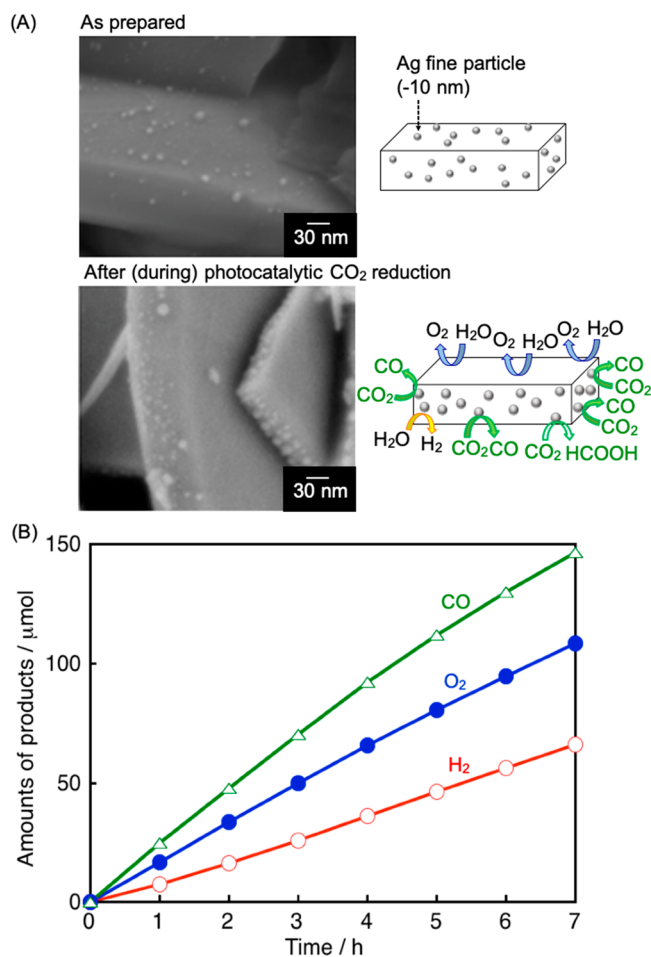 (A)
As prepared
Ag fine particle
(-10 nm)
30 nm
After (during) photocatalytic CO₂ reduction
30 nm
O₂ H₂O O₂ H₂O O₂ H₂O
CO
CO₂
CO
CO₂
CO
CO₂
H₂O H₂
CO₂ CO
CO₂ HCOOH
(B)
Amounts of products / μmol
150
100
50
0
CO
O₂
H₂
0 1 2 3 4 5 6 7
Time / h